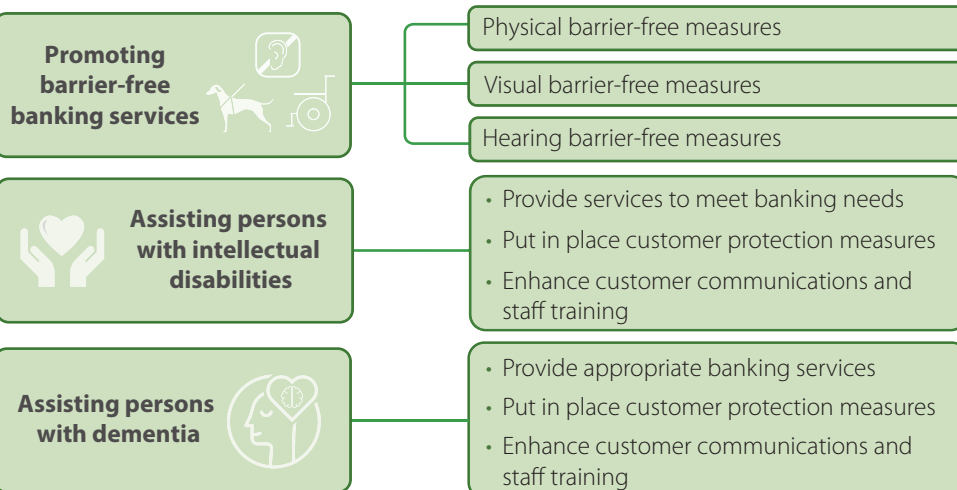 Promoting
barrier-free
banking services
Physical barrier-free measures
Visual barrier-free measures
Hearing barrier-free measures
Assisting persons
with intellectual
disabilities
• Provide services to meet banking needs
• Put in place customer protection measures
• Enhance customer communications and
staff training
Assisting persons
with dementia
• Provide appropriate banking services
• Put in place customer protection measures
• Enhance customer communications and
staff training